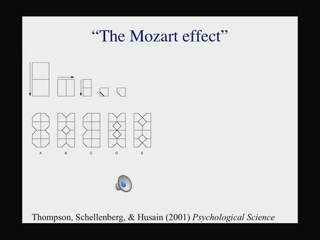 “The Mozart effect”
A B C D E
Thompson, Schellenberg, & Husain (2001) Psychological Science